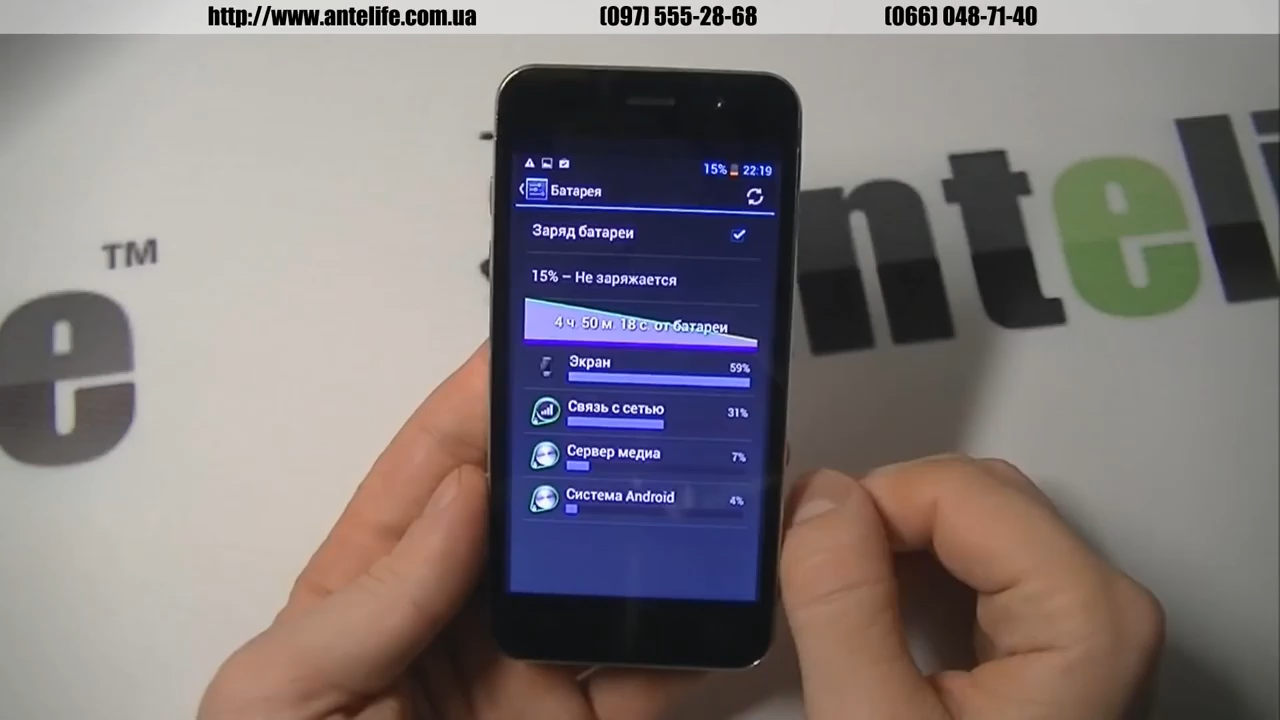 http://www.antelife.com.ua (097) 555-28-68 (066) 048-71-40
15% 22:19
Батарея
Заряд батареи
15% – Не заряжается
4 ч. 50 м. 18 с. от батареи
Экран 59%
Связь с сетью 31%
Сервер медиа 7%
Система Android 4%
TM
e
nteli